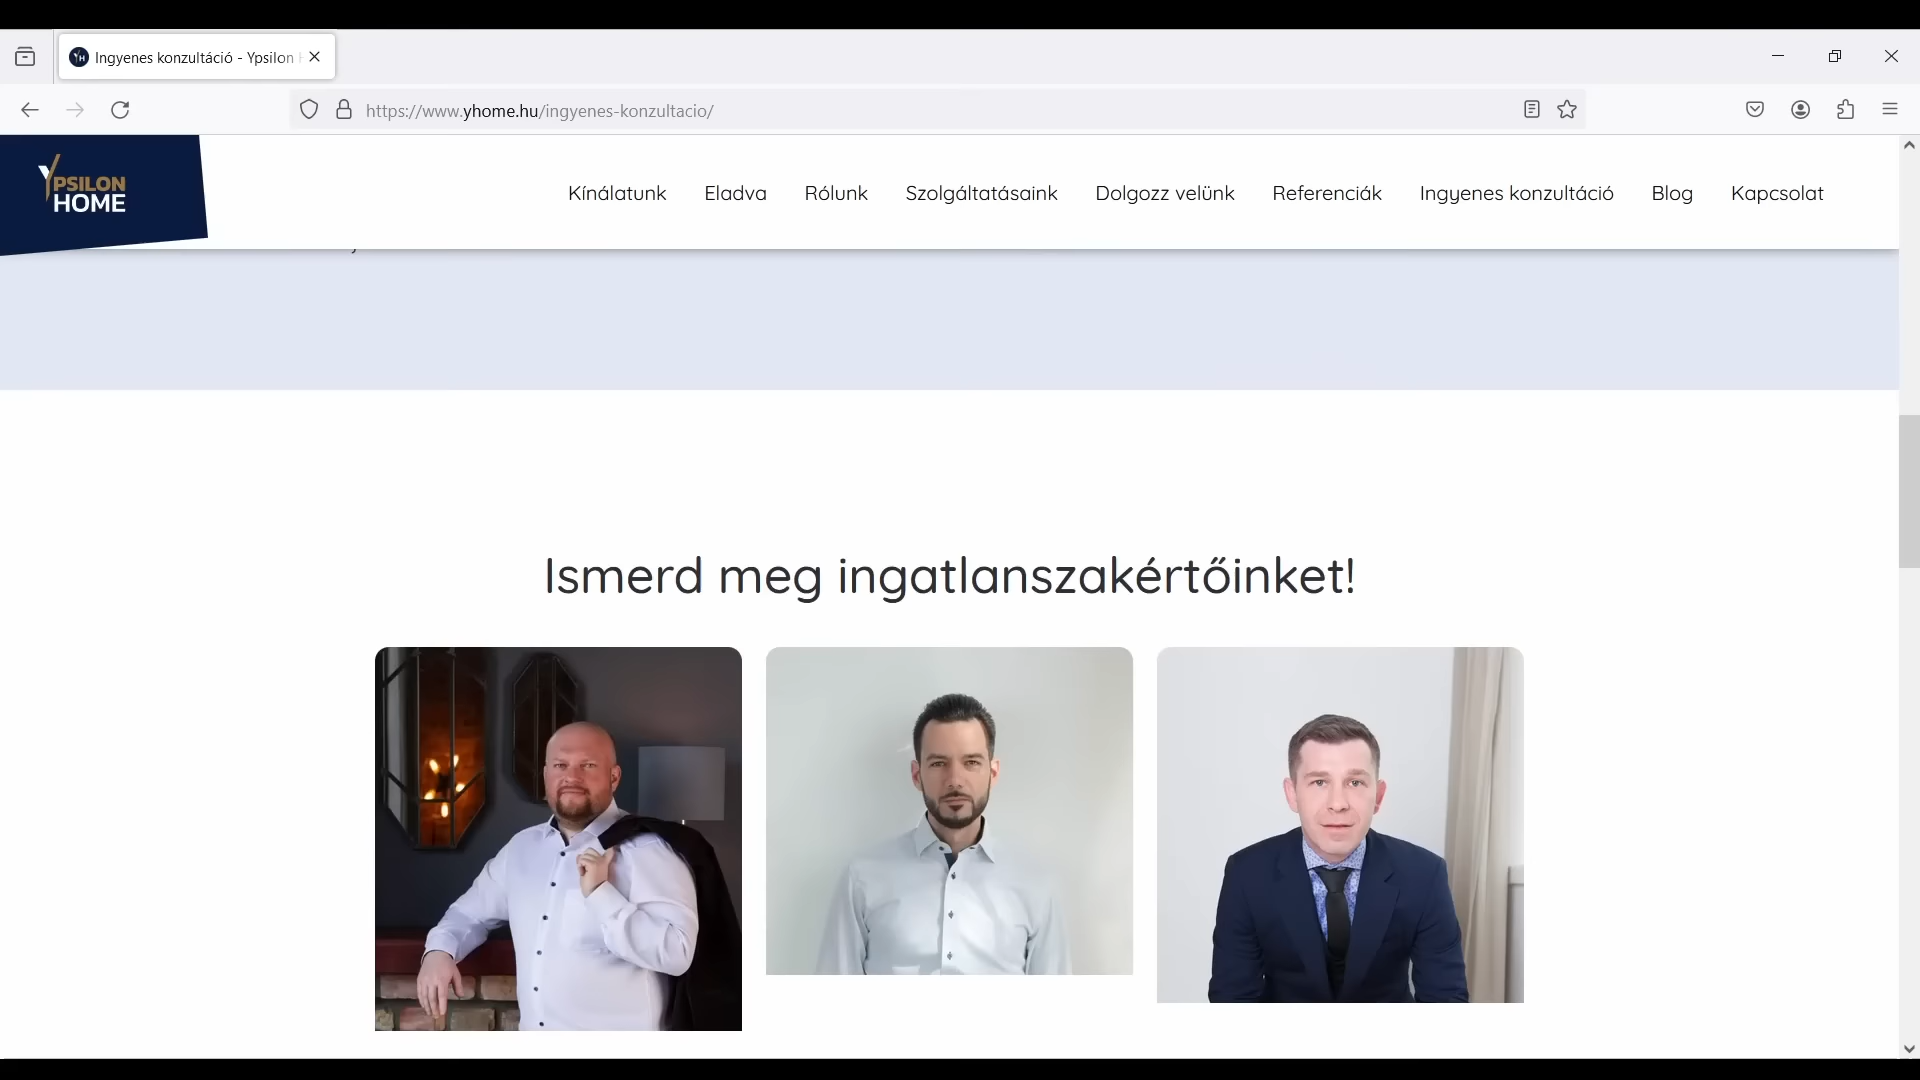 Ingyenes konzultáció - Ypsilon
https://www.yhome.hu/ingyenes-konzultacio/
YPSILON
HOME
Kínálatunk Eladva Rólunk Szolgáltatásaink Dolgozz velünk Referenciák Ingyenes konzultáció Blog Kapcsolat
Ismerd meg ingatlanszakértőinket!